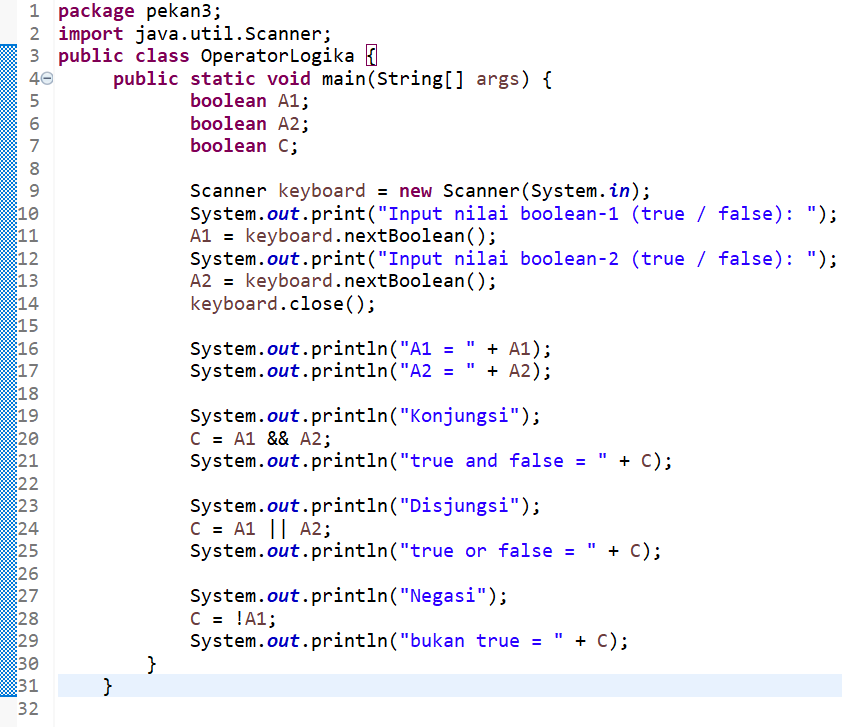 1 package pekan3;
2 import java.util.Scanner;
3 public class OperatorLogika {
4 public static void main(String[] args) {
5 boolean A1;
6 boolean A2;
7 boolean C;
8
9 Scanner keyboard = new Scanner(System.in);
10 System.out.print("Input nilai boolean-1 (true / false): ");
11 A1 = keyboard.nextBoolean();
12 System.out.print("Input nilai boolean-2 (true / false): ");
13 A2 = keyboard.nextBoolean();
14 keyboard.close();
15
16 System.out.println("A1 = " + A1);
17 System.out.println("A2 = " + A2);
18
19 System.out.println("Konjungsi");
20 C = A1 && A2;
21 System.out.println("true and false = " + C);
22
23 System.out.println("Disjungsi");
24 C = A1 || A2;
25 System.out.println("true or false = " + C);
26
27 System.out.println("Negasi");
28 C = !A1;
29 System.out.println("bukan true = " + C);
30 }
31 }
32